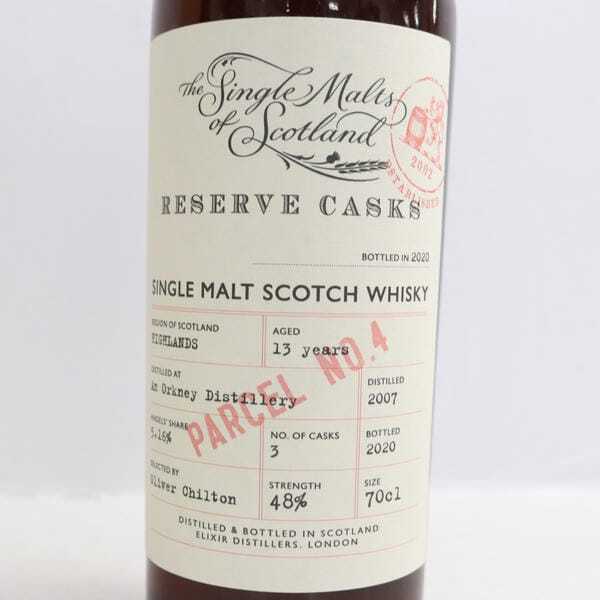 The Single Malts
of Scotland
2002
ESTABLISHED
RESERVE CASKS
BOTTLED IN 2020
SINGLE MALT SCOTCH WHISKY
REGION OF SCOTLAND
HIGHLANDS
AGED
13 years
PARCEL NO.4
DISTILLED AT
An Orkney Distillery
DISTILLED
2007
ANGELS' SHARE
5.16%
NO. OF CASKS
3
BOTTLED
2020
SELECTED BY
Oliver Chilton
STRENGTH
48%
SIZE
70cl
DISTILLED & BOTTLED IN SCOTLAND
ELIXIR DISTILLERS, LONDON